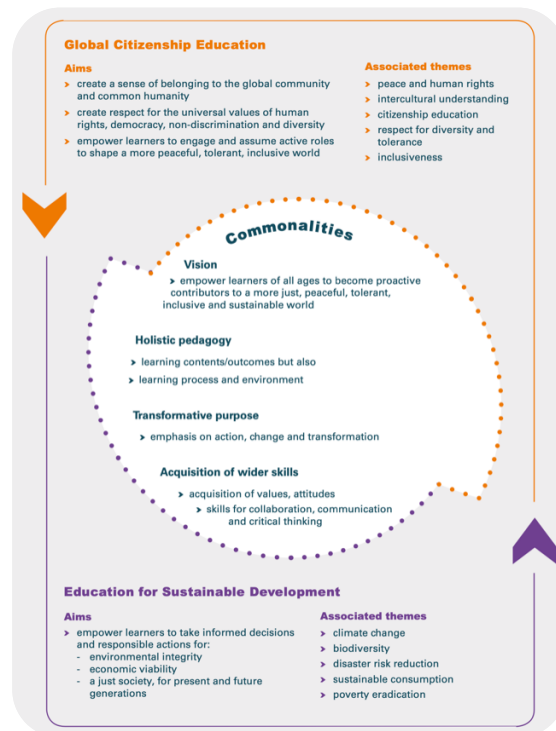 Global Citizenship Education
Aims
> create a sense of belonging to the global community
and common humanity
> create respect for the universal values of human
rights, democracy, non-discrimination and diversity
> empower learners to engage and assume active roles
to shape a more peaceful, tolerant, inclusive world
Associated themes
> peace and human rights
> intercultural understanding
> citizenship education
> respect for diversity and
tolerance
> inclusiveness
Commonalities
Vision
> empower learners of all ages to become proactive
contributors to a more just, peaceful, tolerant,
inclusive and sustainable world
Holistic pedagogy
> learning contents/outcomes but also
> learning process and environment
Transformative purpose
> emphasis on action, change and transformation
Acquisition of wider skills
> acquisition of values, attitudes
> skills for collaboration, communication
and critical thinking
Education for Sustainable Development
Aims
> empower learners to take informed decisions
and responsible actions for:
- environmental integrity
- economic viability
- a just society, for present and future
generations
Associated themes
> climate change
> biodiversity
> disaster risk reduction
> sustainable consumption
> poverty eradication